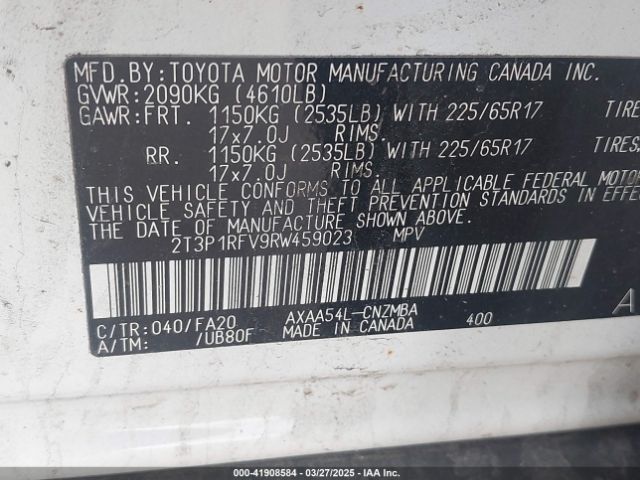 MFD.BY:TOYOTA MOTOR MANUFACTURING CANADA INC.
GVWR:2090KG (4610LB)
GAWR:FRT. 1150KG (2535LB) WITH 225/65R17 TIRE
17x7.0J RIMS
RR. 1150KG (2535LB) WITH 225/65R17 TIRES,
17x7.0J RIMS.
THIS VEHICLE CONFORMS TO ALL APPLICABLE FEDERAL MOTOR
VEHICLE SAFETY AND THEFT PREVENTION STANDARDS IN EFFE
THE DATE OF MANUFACTURE SHOWN ABOVE.
2T3P1RFV9RW459023 MPV
C/TR:040/FA20 AXAA54L-CNZMBA 400 A
A/TM: /UB80F MADE IN CANADA
000-41908584 / 03/27/2025 - IAA Inc.